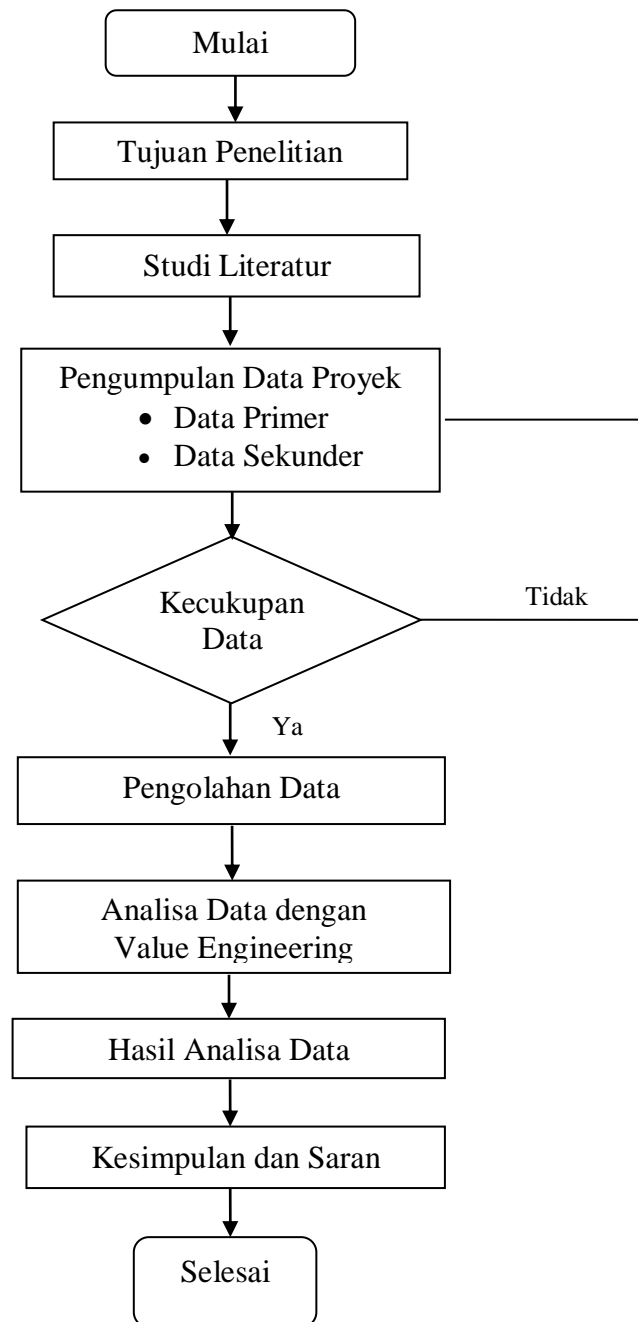 Mulai
Tujuan Penelitian
Studi Literatur
Pengumpulan Data Proyek
• Data Primer
• Data Sekunder
Kecukupan
Data
Tidak
Ya
Pengolahan Data
Analisa Data dengan
Value Engineering
Hasil Analisa Data
Kesimpulan dan Saran
Selesai